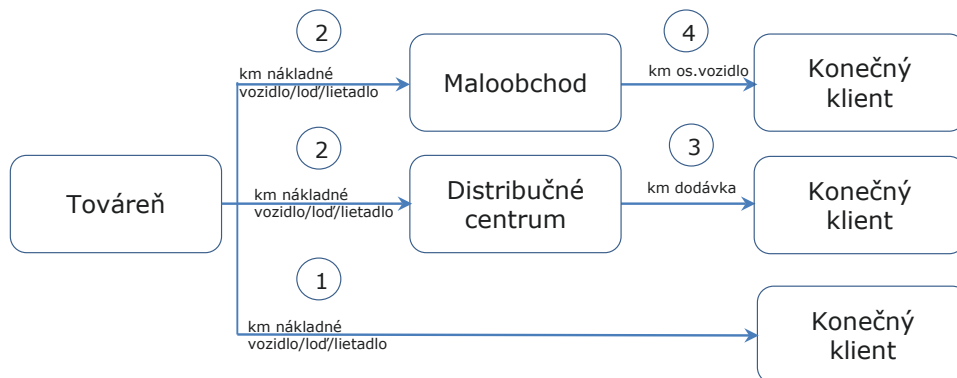 2
4
km nákladné
vozidlo/loď/lietadlo
Maloobchod
km os.vozidlo
Konečný
klient
2
3
Továreň
km nákladné
vozidlo/loď/lietadlo
Distribučné
centrum
km dodávka
Konečný
klient
1
km nákladné
vozidlo/loď/lietadlo
Konečný
klient